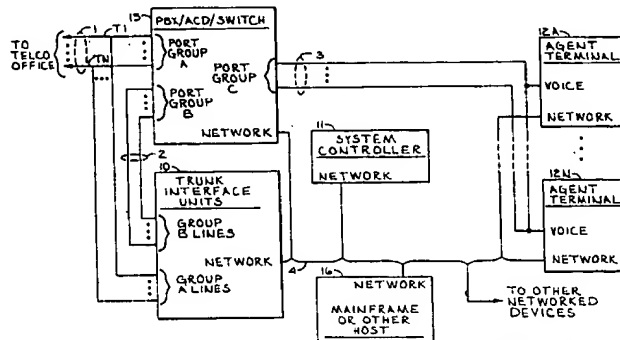 15
PBX/ACD/SWITCH
1
T1
TO
TELCO
OFFICE
TN
PORT
GROUP
A
PORT
GROUP
B
PORT
GROUP
C
3
NETWORK
2
10
TRUNK
INTERFACE
UNITS
GROUP
B LINES
NETWORK
GROUP
A LINES
11
SYSTEM
CONTROLLER
NETWORK
4
16
NETWORK
MAINFRAME
OR OTHER
HOST
12A
AGENT
TERMINAL
VOICE
NETWORK
12N
AGENT
TERMINAL
VOICE
NETWORK
TO OTHER
NETWORKED
DEVICES